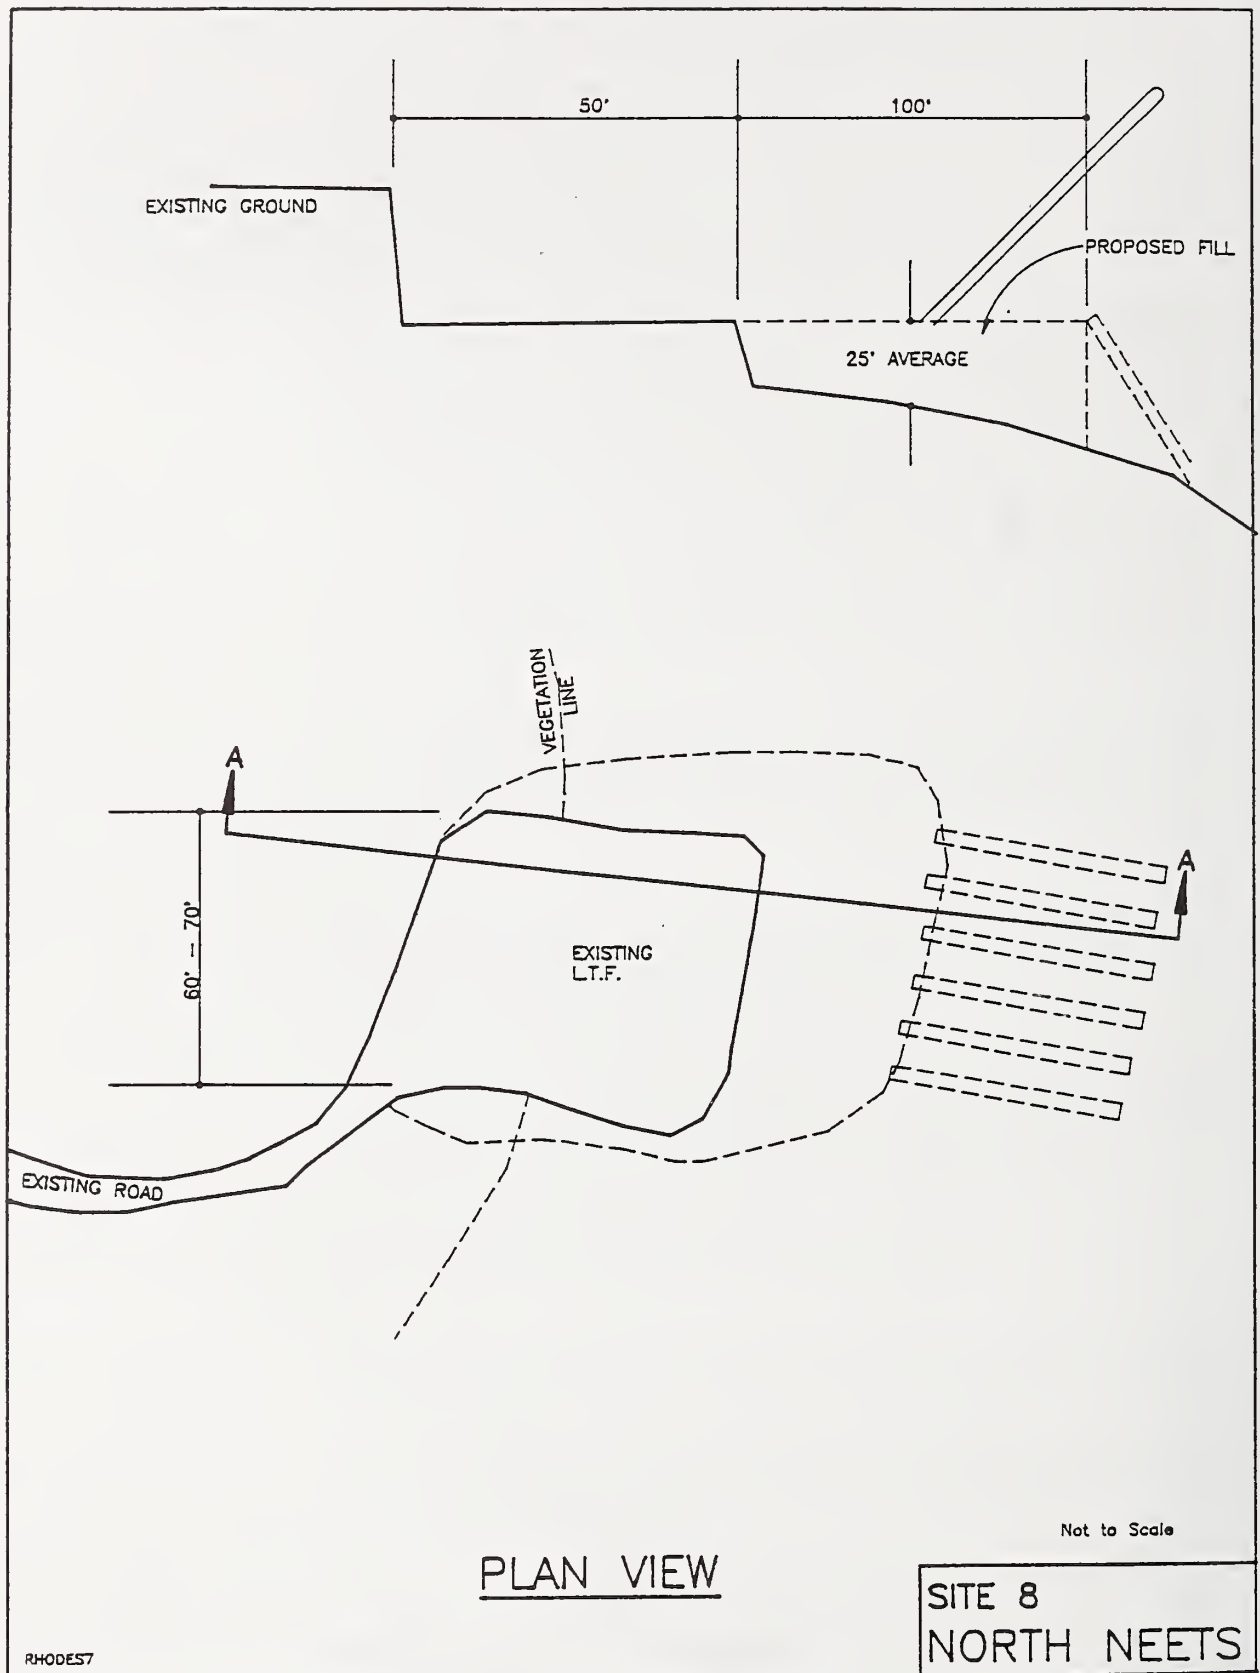 50'
100'
EXISTING GROUND
PROPOSED FILL
25' AVERAGE
VEGETATION
LINE
A
A
60' - 70'
EXISTING
L.T.F.
EXISTING ROAD
Not to Scale
PLAN VIEW
SITE 8
NORTH NEETS
RHODES7